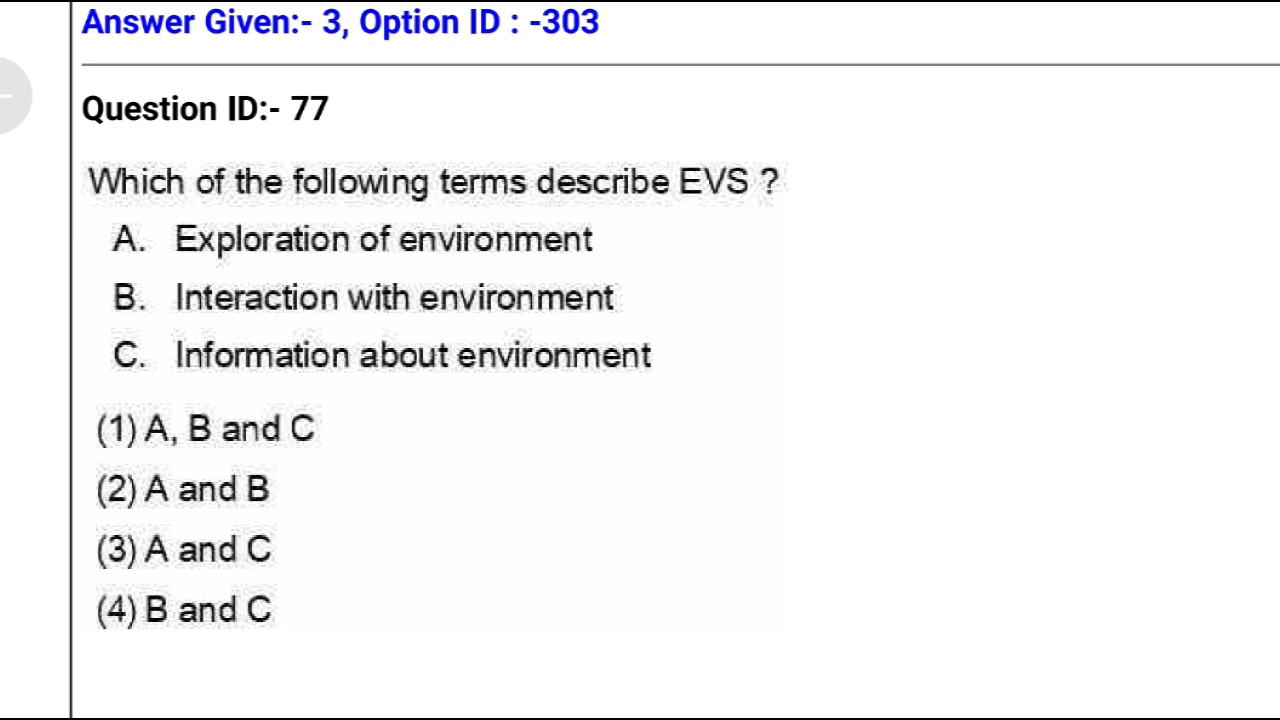 Answer Given:- 3, Option ID : -303
Question ID:- 77
Which of the following terms describe EVS ?
A. Exploration of environment
B. Interaction with environment
C. Information about environment
(1) A, B and C
(2) A and B
(3) A and C
(4) B and C